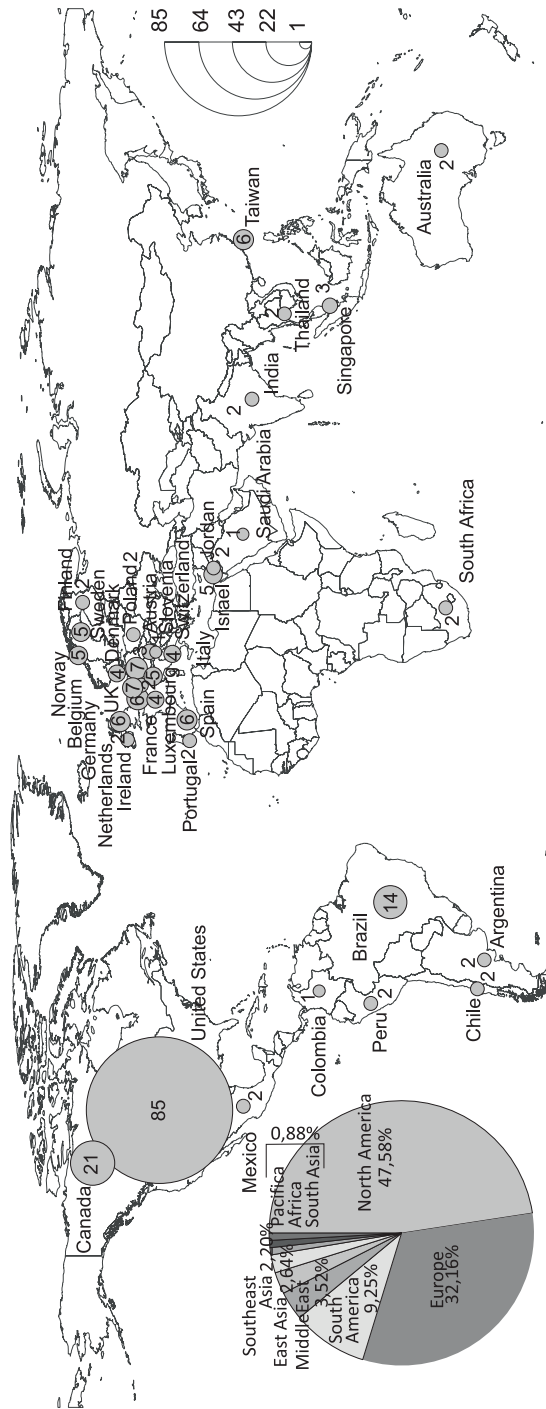 85
64
43
22
1
Canada
21
85
United States
Mexico
2
Colombia
1
Peru
2
Brazil
14
Chile
2
Argentina
2
Norway
5
Sweden
5
Finland
2
Denmark
4
UK
6
Ireland
2
Netherlands
Belgium
Germany
Poland 2
Austria
Slovenia
Switzerland
France
Luxembourg
Italy
4
Spain
6
Portugal 2
Israel
5
Jordan
2
Saudi Arabia
1
India
2
Thailand
2
Singapore
3
Taiwan
6
Australia
2
South Africa
2
North America
47,58%
Europe
32,16%
South
America
9,25%
Middle East
3,52%
East Asia 2,64%
Southeast
Asia 2,20%
Pacifica
Africa
South Asia
0,88%